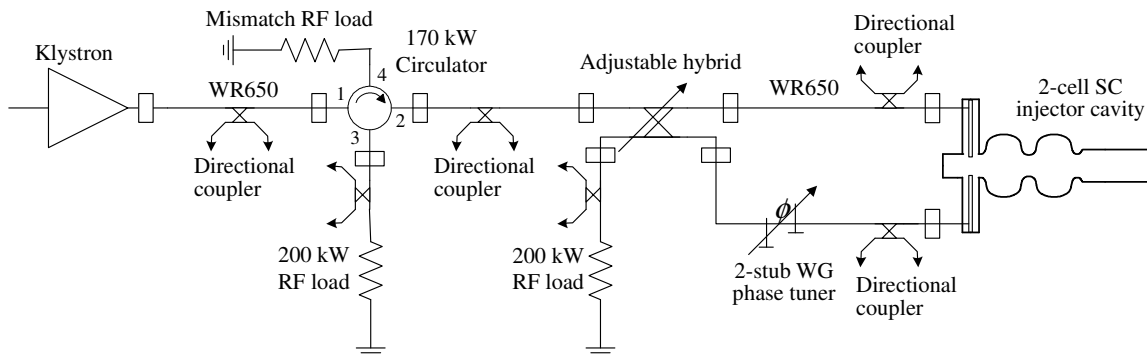 Mismatch RF load
Klystron
170 kW
Circulator
4
WR650
1
2
3
Directional
coupler
200 kW
RF load
Directional
coupler
Adjustable hybrid
200 kW
RF load
WR650
Directional
coupler
2-cell SC
injector cavity
ϕ
2-stub WG
phase tuner
Directional
coupler